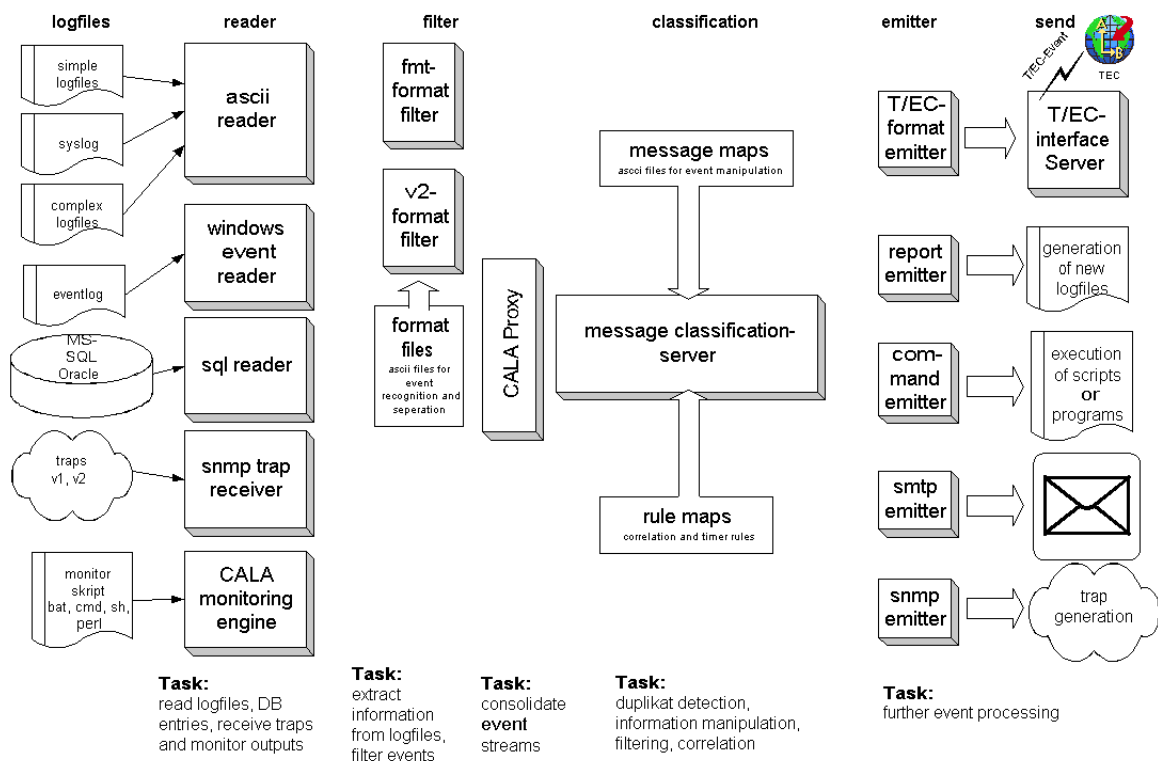 logfiles
reader
filter
classification
emitter
send
simple
logfiles
syslog
complex
logfiles
eventlog
MS-
SQL
Oracle
traps
v1, v2
monitor
skript
bat, cmd, sh,
perl
ascii
reader
windows
event
reader
sql reader
snmp trap
receiver
CALA
monitoring
engine
fmt-
format
filter
v2-
format
filter
format
files
ascii files for
event
recognition and
seperation
CALA Proxy
message maps
ascci files for event manipulation
message classification-
server
rule maps
correlation and timer rules
T/EC-
format
emitter
report
emitter
com-
mand
emitter
smtp
emitter
snmp
emitter
T/EC-Event
A
B
TEC
T/EC-
interface
Server
generation
of new
logfiles
execution
of scripts
or
programs
trap
generation
Task:
read logfiles, DB
entries, receive traps
and monitor outputs
Task:
extract
information
from logfiles,
filter events
Task:
consolidate
event
streams
Task:
duplikat detection,
information manipulation,
filtering, correlation
Task:
further event processing